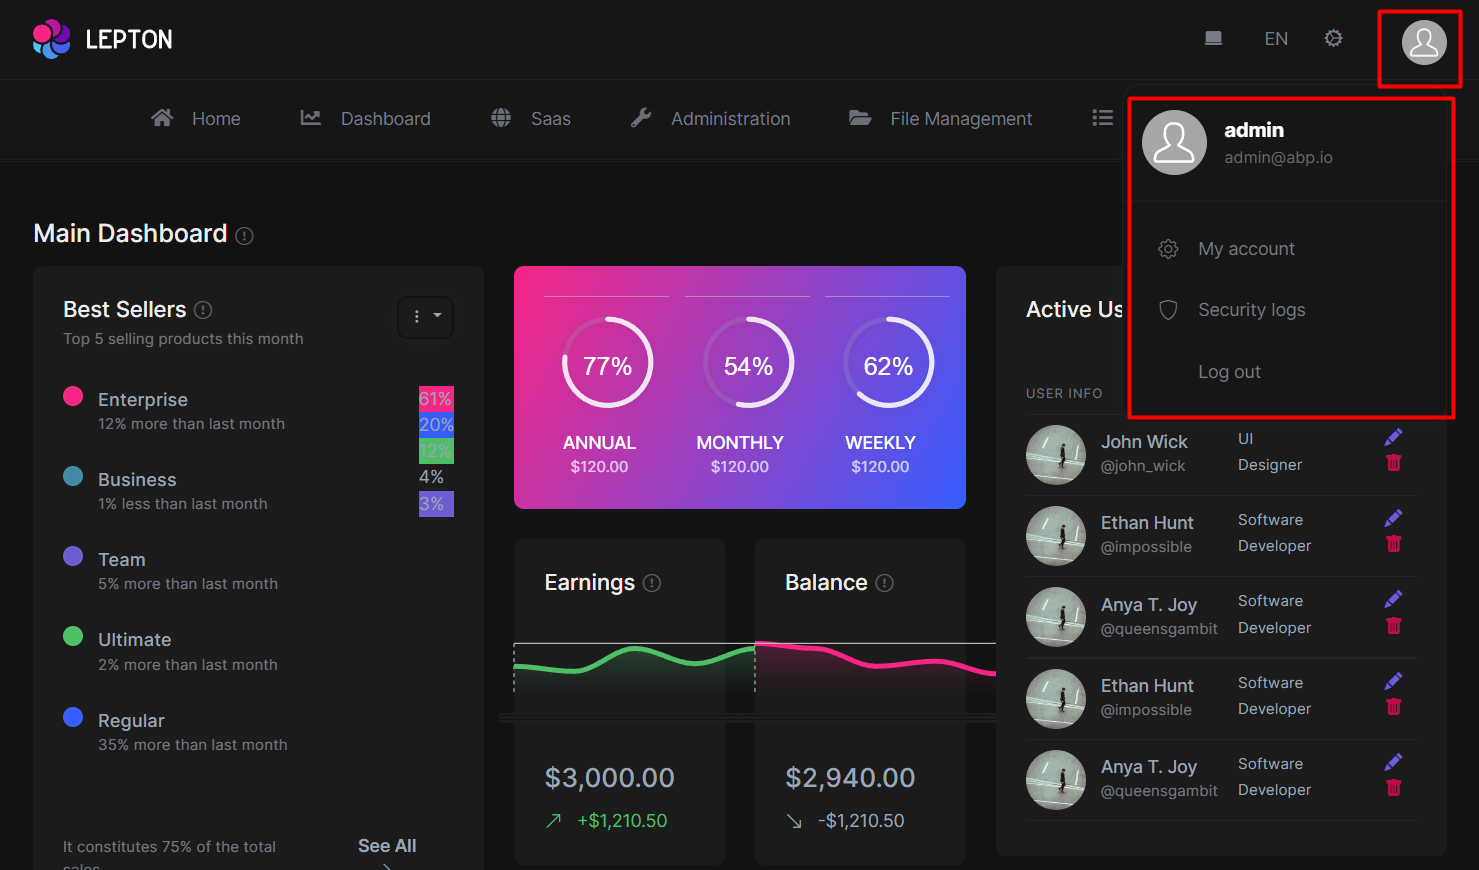 LEPTON
EN
Home
Dashboard
Saas
Administration
File Management
admin
admin@abp.io
My account
Security logs
Log out
Main Dashboard
Best Sellers
Top 5 selling products this month
Enterprise
12% more than last month
Business
1% less than last month
Team
5% more than last month
Ultimate
2% more than last month
Regular
35% more than last month
61%
20%
12%
4%
3%
It constitutes 75% of the total
sales
See All
77%
54%
62%
ANNUAL
MONTHLY
WEEKLY
$120.00
$120.00
$120.00
Earnings
$3,000.00
+$1,210.50
Balance
$2,940.00
-$1,210.50
Active Us
USER INFO
John Wick
@john_wick
UI
Designer
Ethan Hunt
@impossible
Software
Developer
Anya T. Joy
@queensgambit
Software
Developer
Ethan Hunt
@impossible
Software
Developer
Anya T. Joy
@queensgambit
Software
Developer